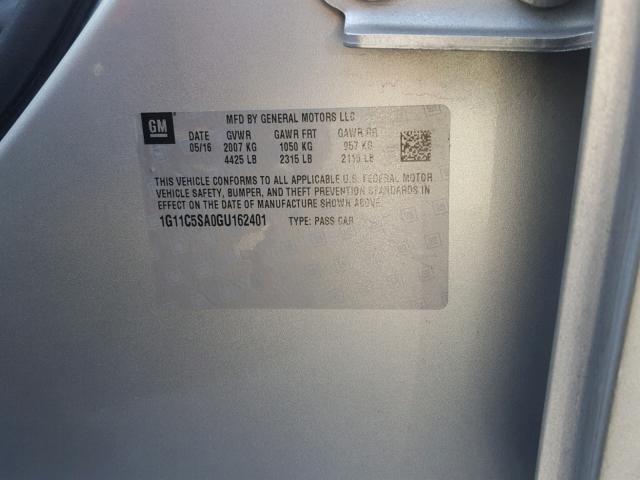 GM
MFD BY GENERAL MOTORS LLC
DATE GVWR GAWR FRT GAWR RR
05/16 2007 KG 1050 KG 957 KG
4425 LB 2315 LB 2110 LB
THIS VEHICLE CONFORMS TO ALL APPLICABLE U.S. FEDERAL MOTOR
VEHICLE SAFETY, BUMPER, AND THEFT PREVENTION STANDARDS IN
EFFECT ON THE DATE OF MANUFACTURE SHOWN ABOVE.
1G11C5SA0GU162401 TYPE: PASS CAR